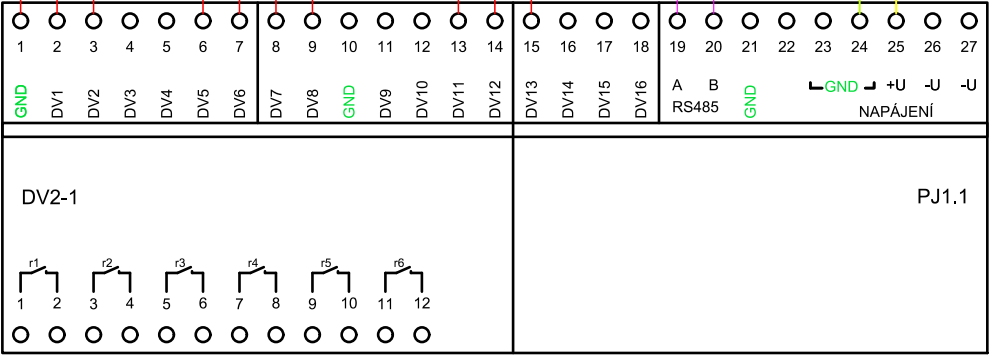 1 2 3 4 5 6 7 8 9 10 11 12 13 14 15 16 17 18 19 20 21 22 23 24 25 26 27
GND DV1 DV2 DV3 DV4 DV5 DV6 DV7 DV8 GND DV9 DV10 DV11 DV12 DV13 DV14 DV15 DV16 A B GND GND +U -U -U
RS485 NAPÁJENÍ
DV2-1 PJ1.1
r1 r2 r3 r4 r5 r6
1 2 3 4 5 6 7 8 9 10 11 12